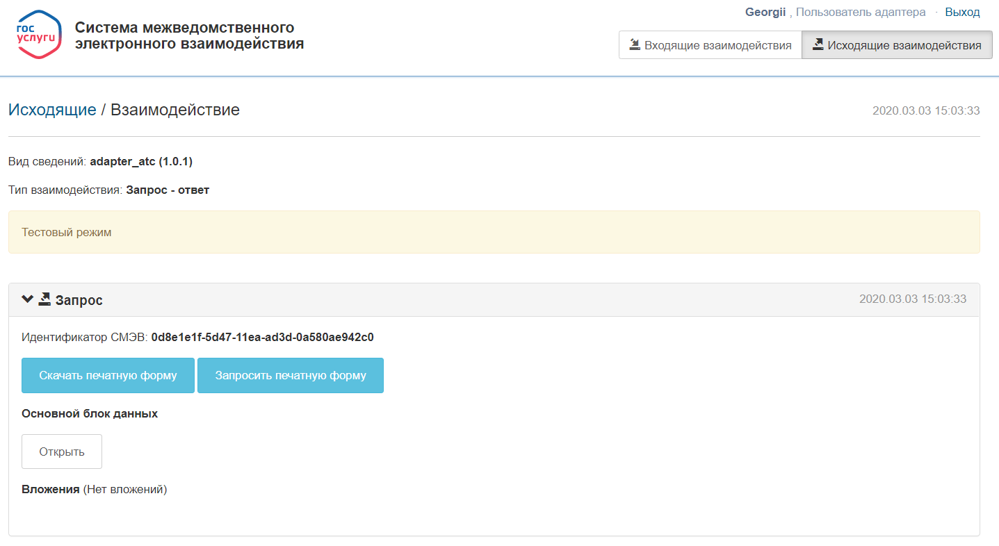 гос
услуги
Система межведомственного
электронного взаимодействия
Georgii , Пользователь адаптера · Выход
Входящие взаимодействия Исходящие взаимодействия
Исходящие / Взаимодействие 2020.03.03 15:03:33
Вид сведений: adapter_atc (1.0.1)
Тип взаимодействия: Запрос - ответ
Тестовый режим
Запрос 2020.03.03 15:03:33
Идентификатор СМЭВ: 0d8e1e1f-5d47-11ea-ad3d-0a580ae942c0
Скачать печатную форму Запросить печатную форму
Основной блок данных
Открыть
Вложения (Нет вложений)